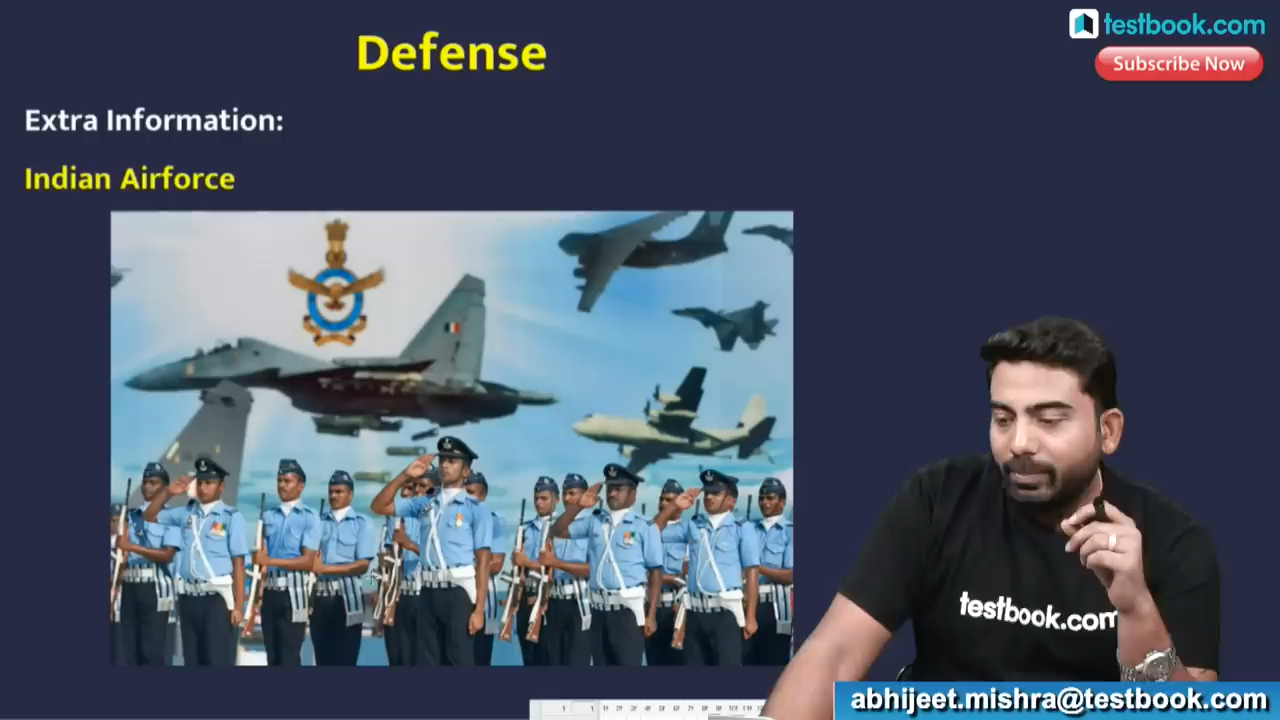 Defense
testbook.com
Subscribe Now
Extra Information:
Indian Airforce
testbook.com
abhijeet.mishra@testbook.com